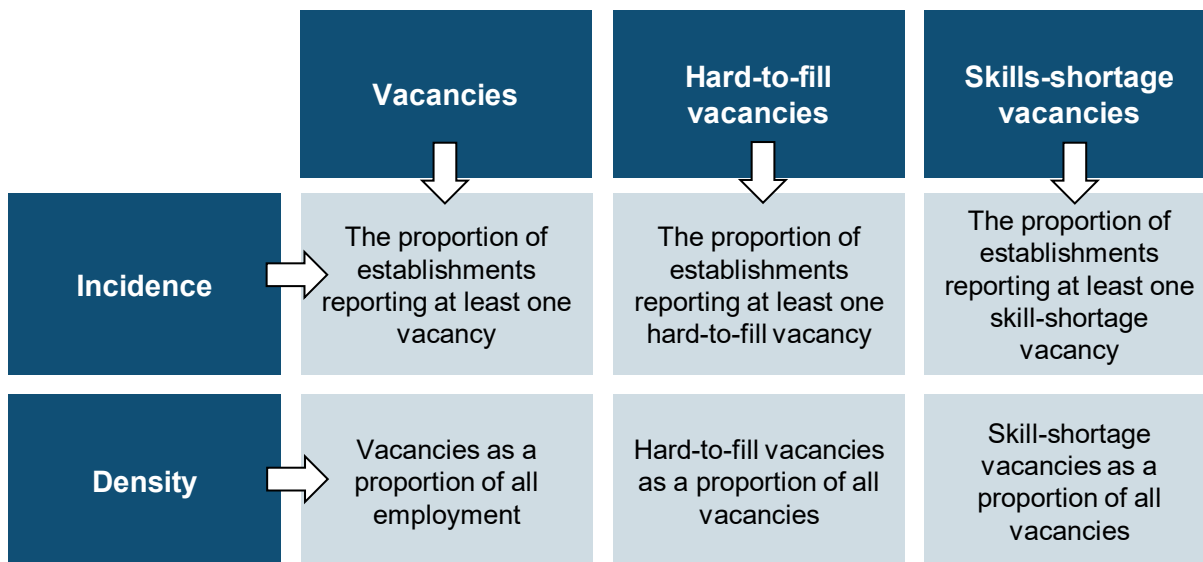 Vacancies
Hard-to-fill
vacancies
Skills-shortage
vacancies
Incidence
The proportion of
establishments
reporting at least one
vacancy
The proportion of
establishments
reporting at least one
hard-to-fill vacancy
The proportion of
establishments
reporting at least one
skill-shortage
vacancy
Density
Vacancies as a
proportion of all
employment
Hard-to-fill vacancies
as a proportion of all
vacancies
Skill-shortage
vacancies as a
proportion of all
vacancies